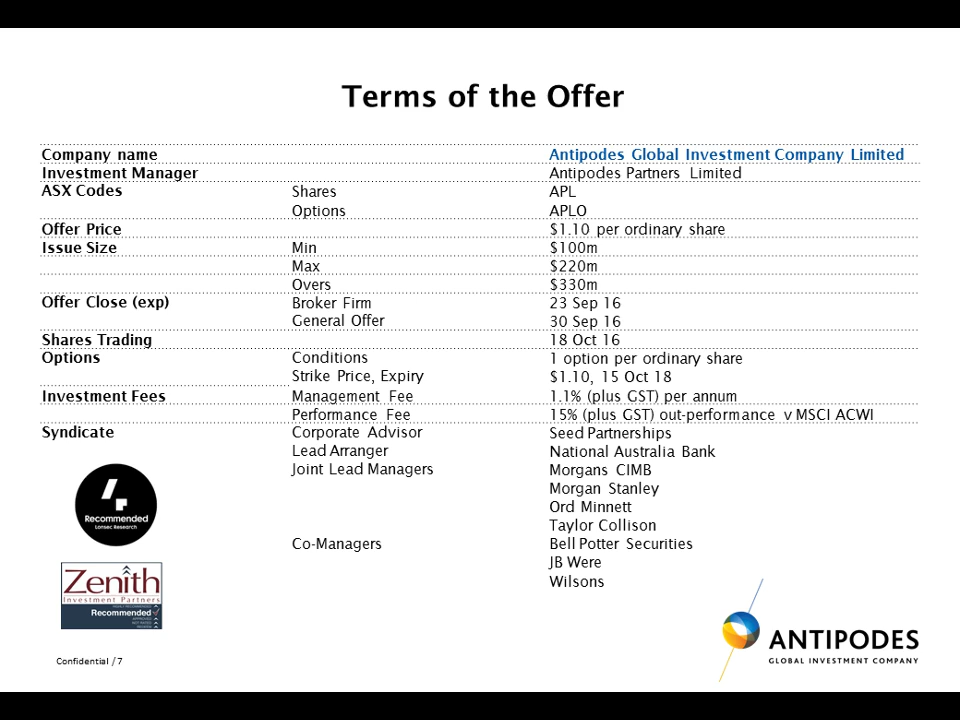 Terms of the Offer
Company name Antipodes Global Investment Company Limited
Investment Manager Antipodes Partners Limited
ASX Codes Shares APL
Options APLO
Offer Price $1.10 per ordinary share
Issue Size Min $100m
Max $220m
Overs $330m
Offer Close (exp) Broker Firm 23 Sep 16
General Offer 30 Sep 16
Shares Trading 18 Oct 16
Options Conditions 1 option per ordinary share
Strike Price, Expiry $1.10, 15 Oct 18
Investment Fees Management Fee 1.1% (plus GST) per annum
Performance Fee 15% (plus GST) out-performance v MSCI ACWI
Syndicate Corporate Advisor Seed Partnerships
Lead Arranger National Australia Bank
Joint Lead Managers Morgans CIMB
Morgan Stanley
Ord Minnett
Taylor Collison
Co-Managers Bell Potter Securities
JB Were
Wilsons
Recommended
Lonsec Research
Zenith
Investment Partners
HIGHLY RECOMMENDED
Recommended
APPROVED
NOT RATED
ANTIPODES
GLOBAL INVESTMENT COMPANY
Confidential / 7